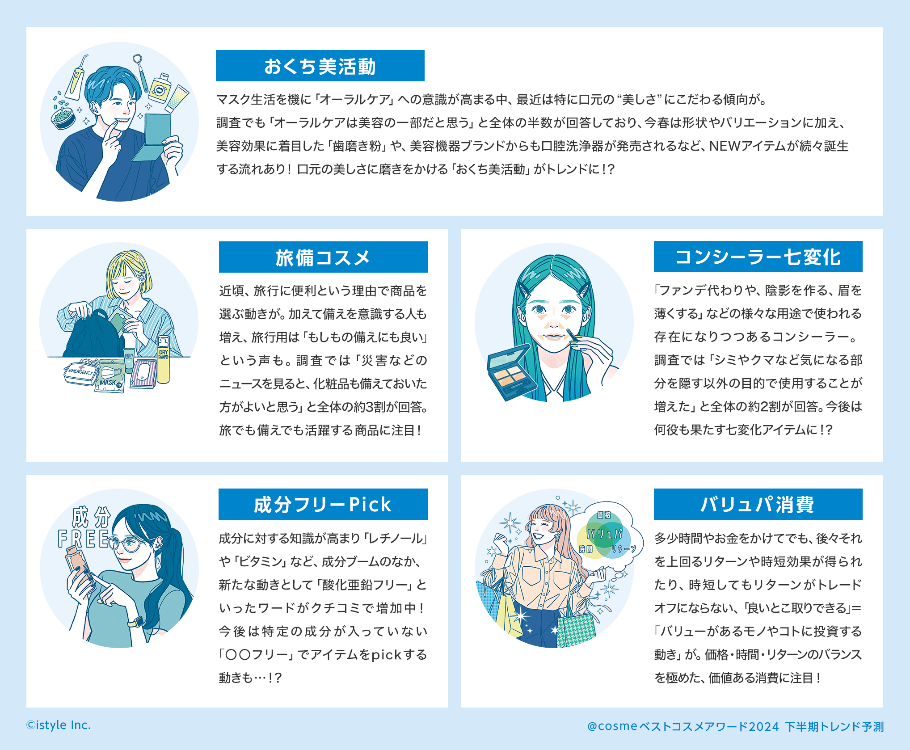 おくち美活動
マスク生活を機に「オーラルケア」への意識が高まる中、最近は特に口元の“美しさ”にこだわる傾向が。
調査でも「オーラルケアは美容の一部だと思う」と全体の半数が回答しており、今春は形状やバリエーションに加え、
美容効果に着目した「歯磨き粉」や、美容機器ブランドからも口腔洗浄器が発売されるなど、NEWアイテムが続々誕生
する流れあり！口元の美しさに磨きをかける「おくち美活動」がトレンドに！？
旅備コスメ
近頃、旅行に便利という理由で商品を
選ぶ動きが。加えて備えを意識する人も
増え、旅行用は「もしもの備えにも良い」
という声も。調査では「災害などの
ニュースを見ると、化粧品も備えておいた
方がよいと思う」と全体の約3割が回答。
旅でも備えでも活躍する商品に注目！
MASK
コンシーラー七変化
「ファンデ代わりや、陰影を作る、眉を
薄くする」などの様々な用途で使われる
存在になりつつあるコンシーラー。
調査では「シミやクマなど気になる部
分を隠す以外の目的で使用することが
増えた」と全体の約2割が回答。今後は
何役も果たす七変化アイテムに！？
成分
FREE
成分フリーPick
成分に対する知識が高まり「レチノール」
や「ビタミン」など、成分ブームのなか、
新たな動きとして「酸化亜鉛フリー」と
いったワードがクチコミで増加中！
今後は特定の成分が入っていない
「〇〇フリー」でアイテムをpickする
動きも…！？
バリュパ
時間
リターン
バリュパ消費
多少時間やお金をかけてでも、後々それ
を上回るリターンや時短効果が得られ
たり、時短してもリターンがトレード
オフにならない、「良いとこ取りできる」＝
「バリューがあるモノやコトに投資する
動き」が。価格・時間・リターンのバランス
を極めた、価値ある消費に注目！
©istyle Inc.
@cosmeベストコスメアワード2024 下半期トレンド予測